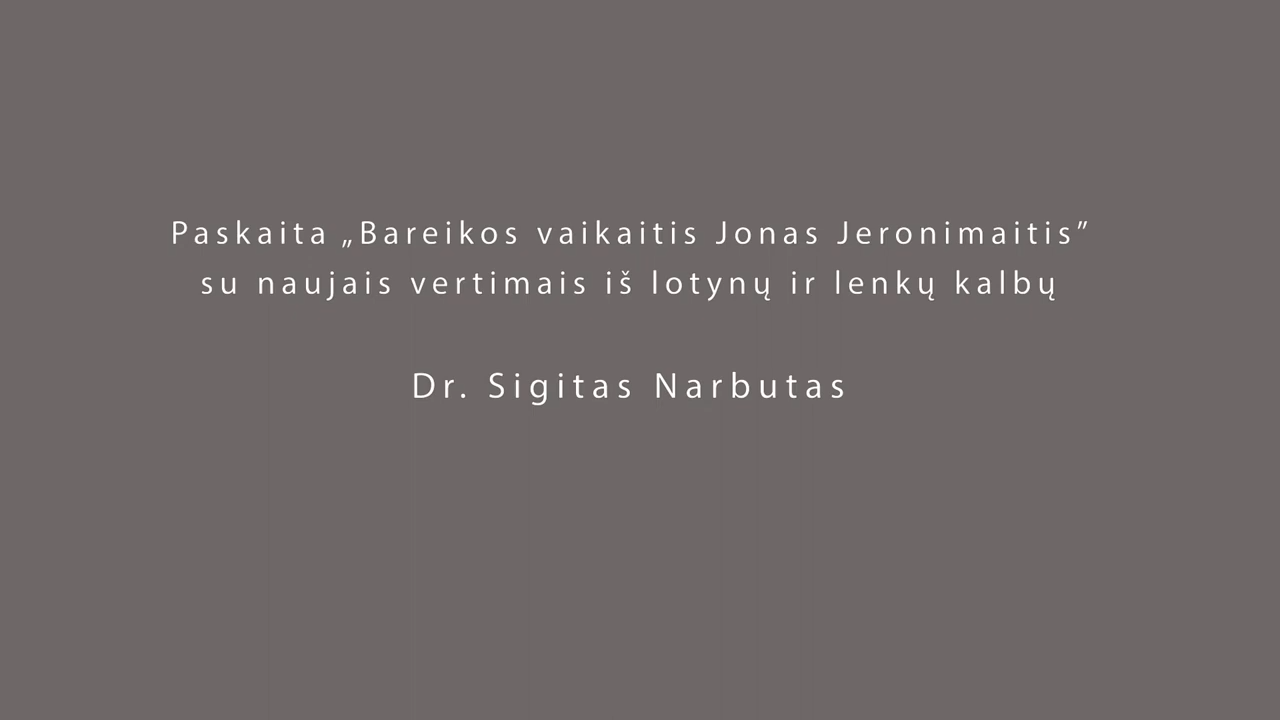 Paskaita „Bareikos vaikaitis Jonas Jeronimaitis”
su naujais vertimais iš lotynų ir lenkų kalbų
Dr. Sigitas Narbutas